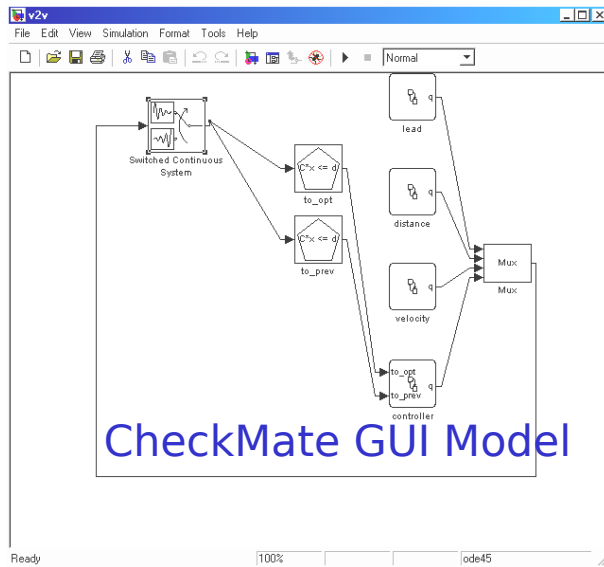 v2v
File Edit View Simulation Format Tools Help
Normal
q
lead
Switched Continuous
System
C*x <= d
to_opt
q
distance
C*x <= d
to_prev
Mux
Mux
q
velocity
to_opt
q
to_prev
controller
CheckMate GUI Model
Ready 100% ode45